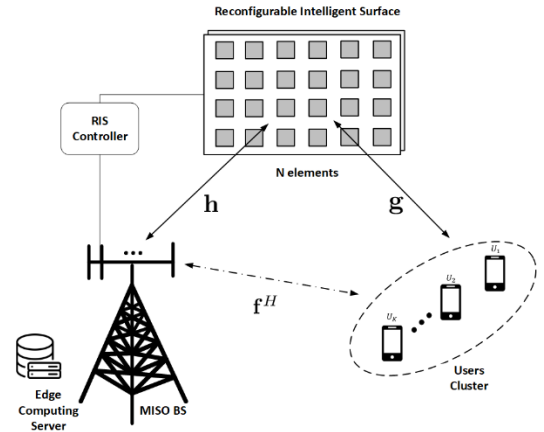 Reconfigurable Intelligent Surface
RIS
Controller
N elements
h
g
f^H
U_1
U_2
U_K
Edge
Computing
Server
MISO BS
Users
Cluster